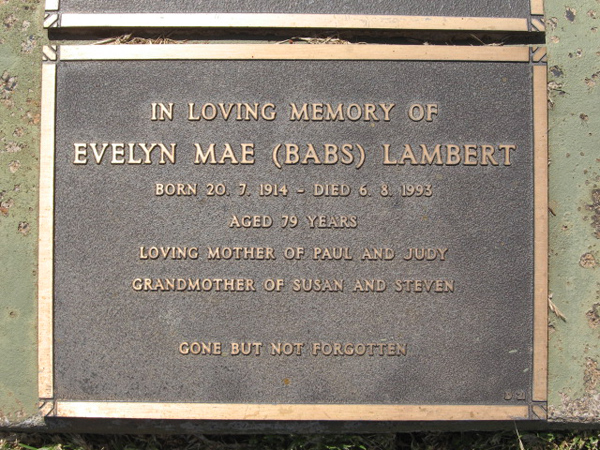 IN LOVING MEMORY OF
EVELYN MAE (BABS) LAMBERT
BORN 20. 7. 1914 - DIED 6. 8. 1993
AGED 79 YEARS
LOVING MOTHER OF PAUL AND JUDY
GRANDMOTHER OF SUSAN AND STEVEN
GONE BUT NOT FORGOTTEN